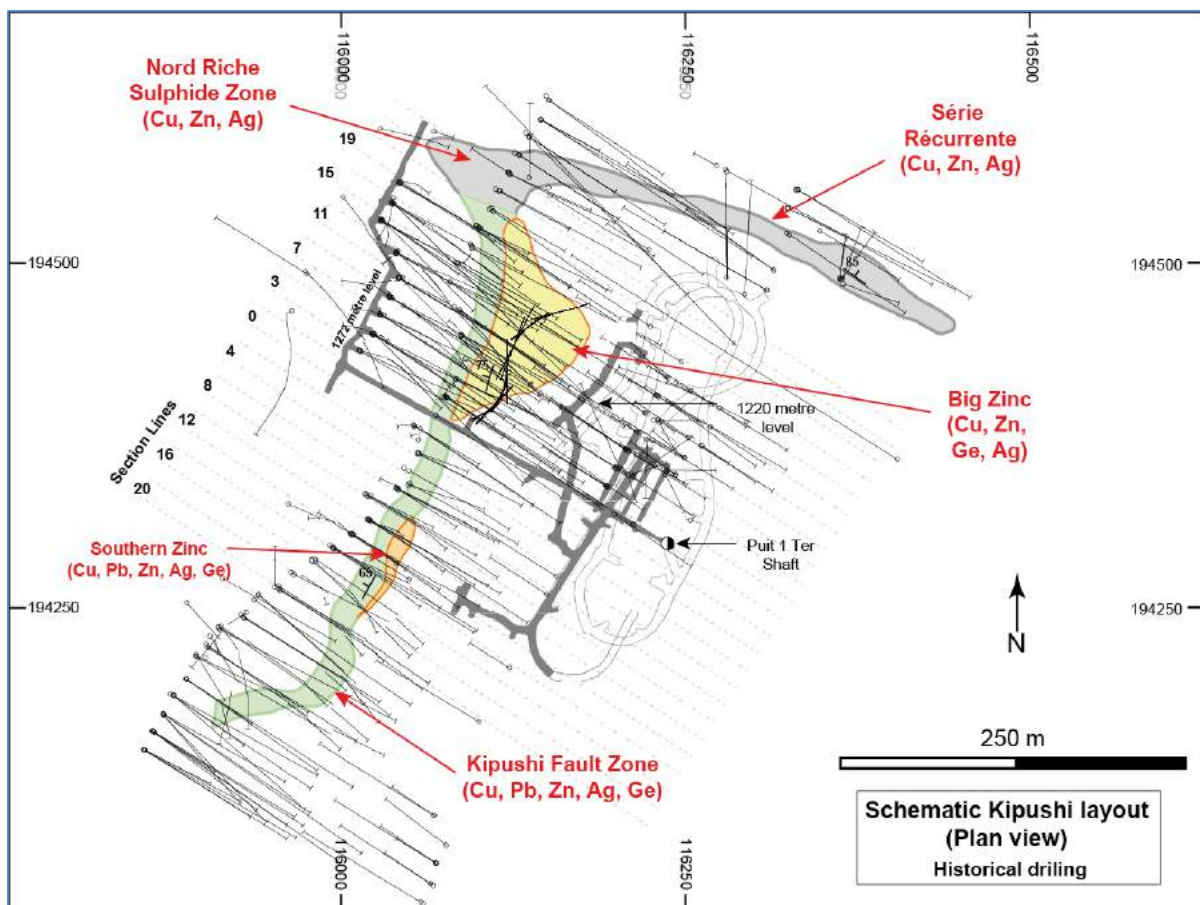 116000
116250
116500
Nord Riche
Sulphide Zone
(Cu, Zn, Ag)
Série
Récurrente
(Cu, Zn, Ag)
19
15
11
7
3
0
4
8
12
16
20
Section Lines
194500
194500
1272 metre level
85
75
Big Zinc
(Cu, Zn,
Ge, Ag)
1220 metre
level
Southern Zinc
(Cu, Pb, Zn, Ag, Ge)
65
Puit 1 Ter
Shaft
194250
194250
N
Kipushi Fault Zone
(Cu, Pb, Zn, Ag, Ge)
250 m
Schematic Kipushi layout
(Plan view)
Historical driling
116000
116250